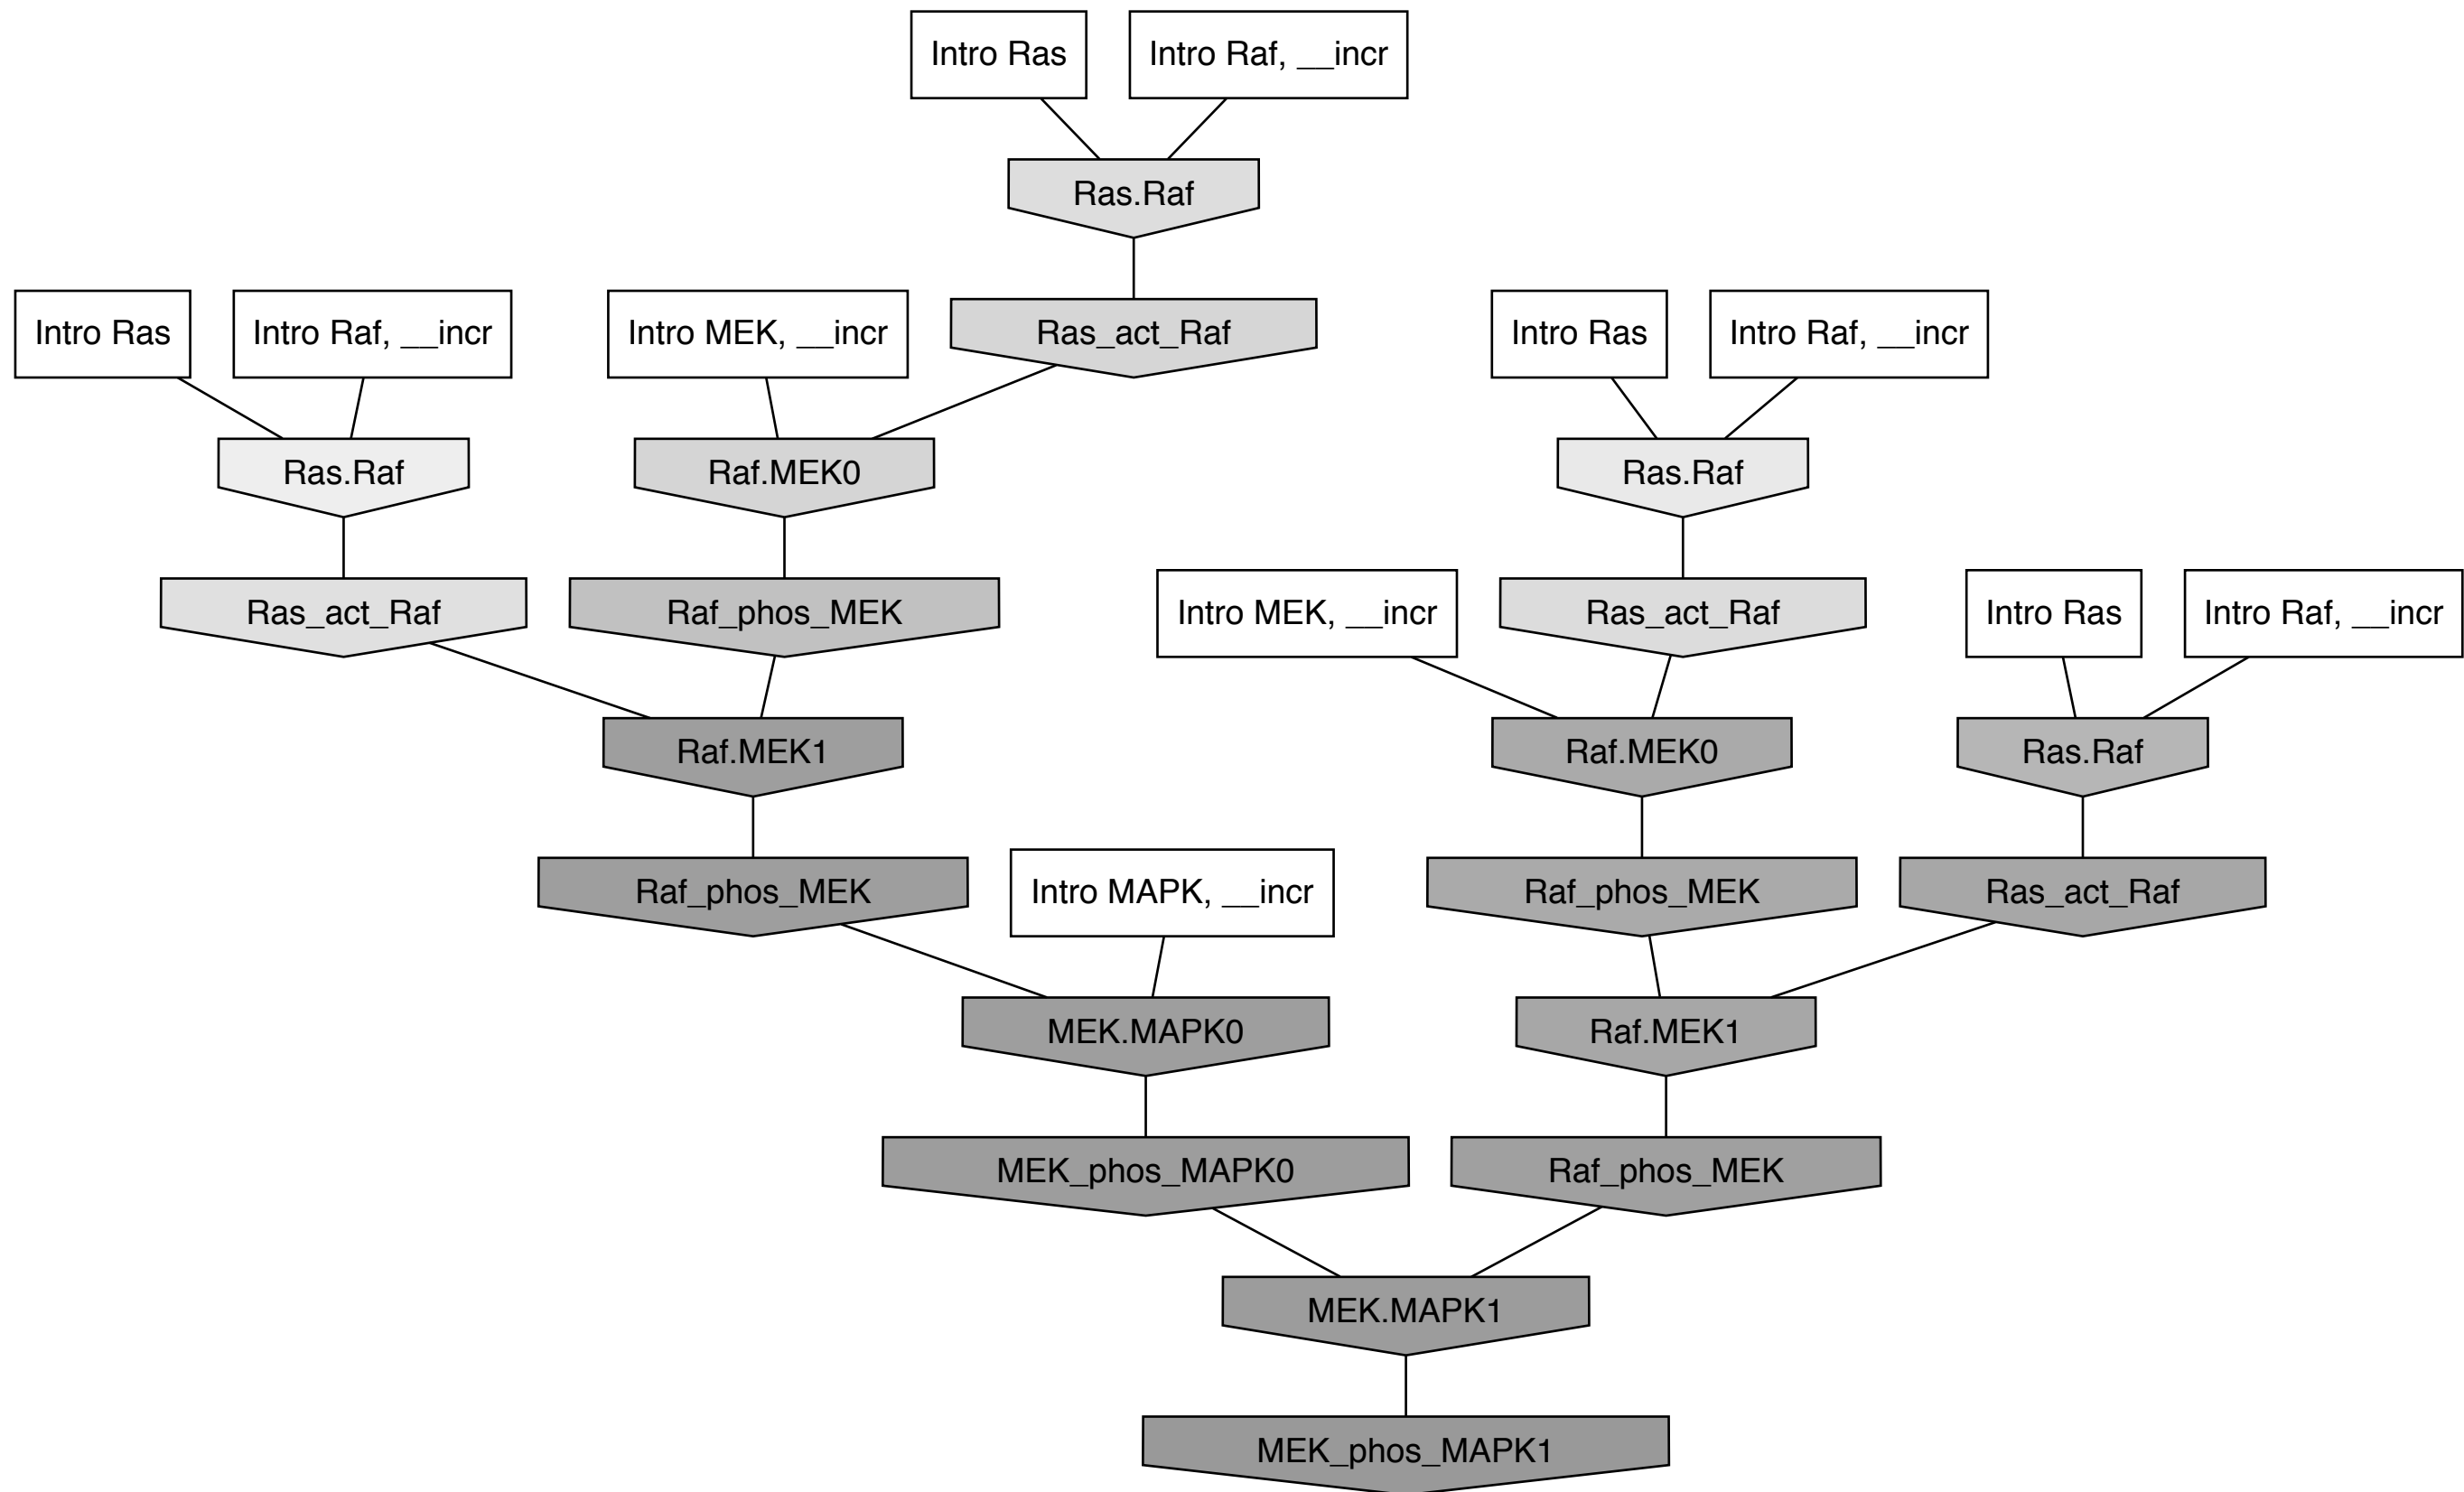 Intro Ras
Intro Raf, __incr
Ras.Raf
Intro Ras
Intro Raf, __incr
Intro MEK, __incr
Ras_act_Raf
Intro Ras
Intro Raf, __incr
Ras.Raf
Raf.MEK0
Ras.Raf
Ras_act_Raf
Raf_phos_MEK
Intro MEK, __incr
Ras_act_Raf
Intro Ras
Intro Raf, __incr
Raf.MEK1
Raf.MEK0
Ras.Raf
Raf_phos_MEK
Intro MAPK, __incr
Raf_phos_MEK
Ras_act_Raf
MEK.MAPK0
Raf.MEK1
MEK_phos_MAPK0
Raf_phos_MEK
MEK.MAPK1
MEK_phos_MAPK1